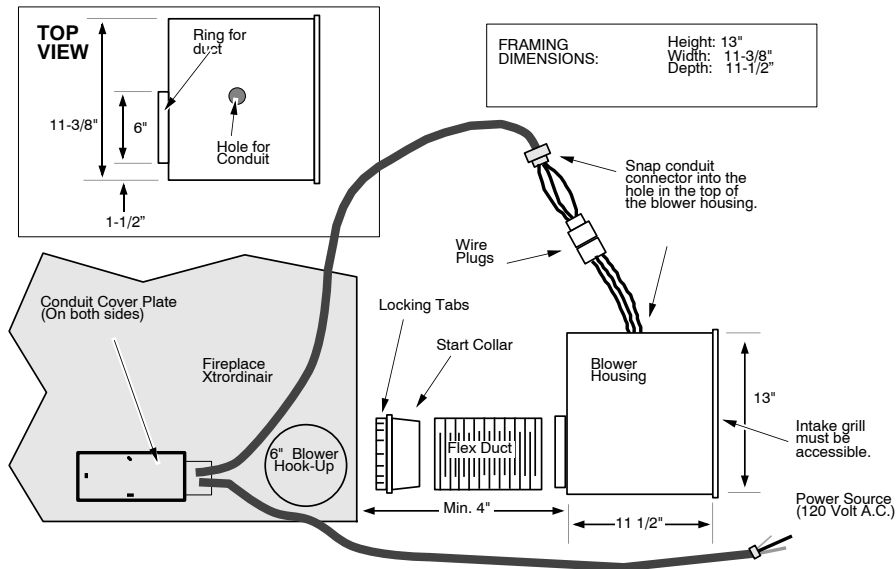 TOP
VIEW
Ring for
duct
11-3/8"
6"
Hole for
Conduit
1-1/2”
FRAMING
DIMENSIONS:
Height: 13"
Width: 11-3/8"
Depth: 11-1/2”
Snap conduit
connector into the
hole in the top of
the blower housing.
Wire
Plugs
Conduit Cover Plate
(On both sides)
Fireplace
Xtrordinair
Locking Tabs
Start Collar
Blower
Housing
13"
6" Blower
Hook-Up
Flex Duct
Intake grill
must be
accessible.
Min. 4"
11 1/2"
Power Source
(120 Volt A.C.)